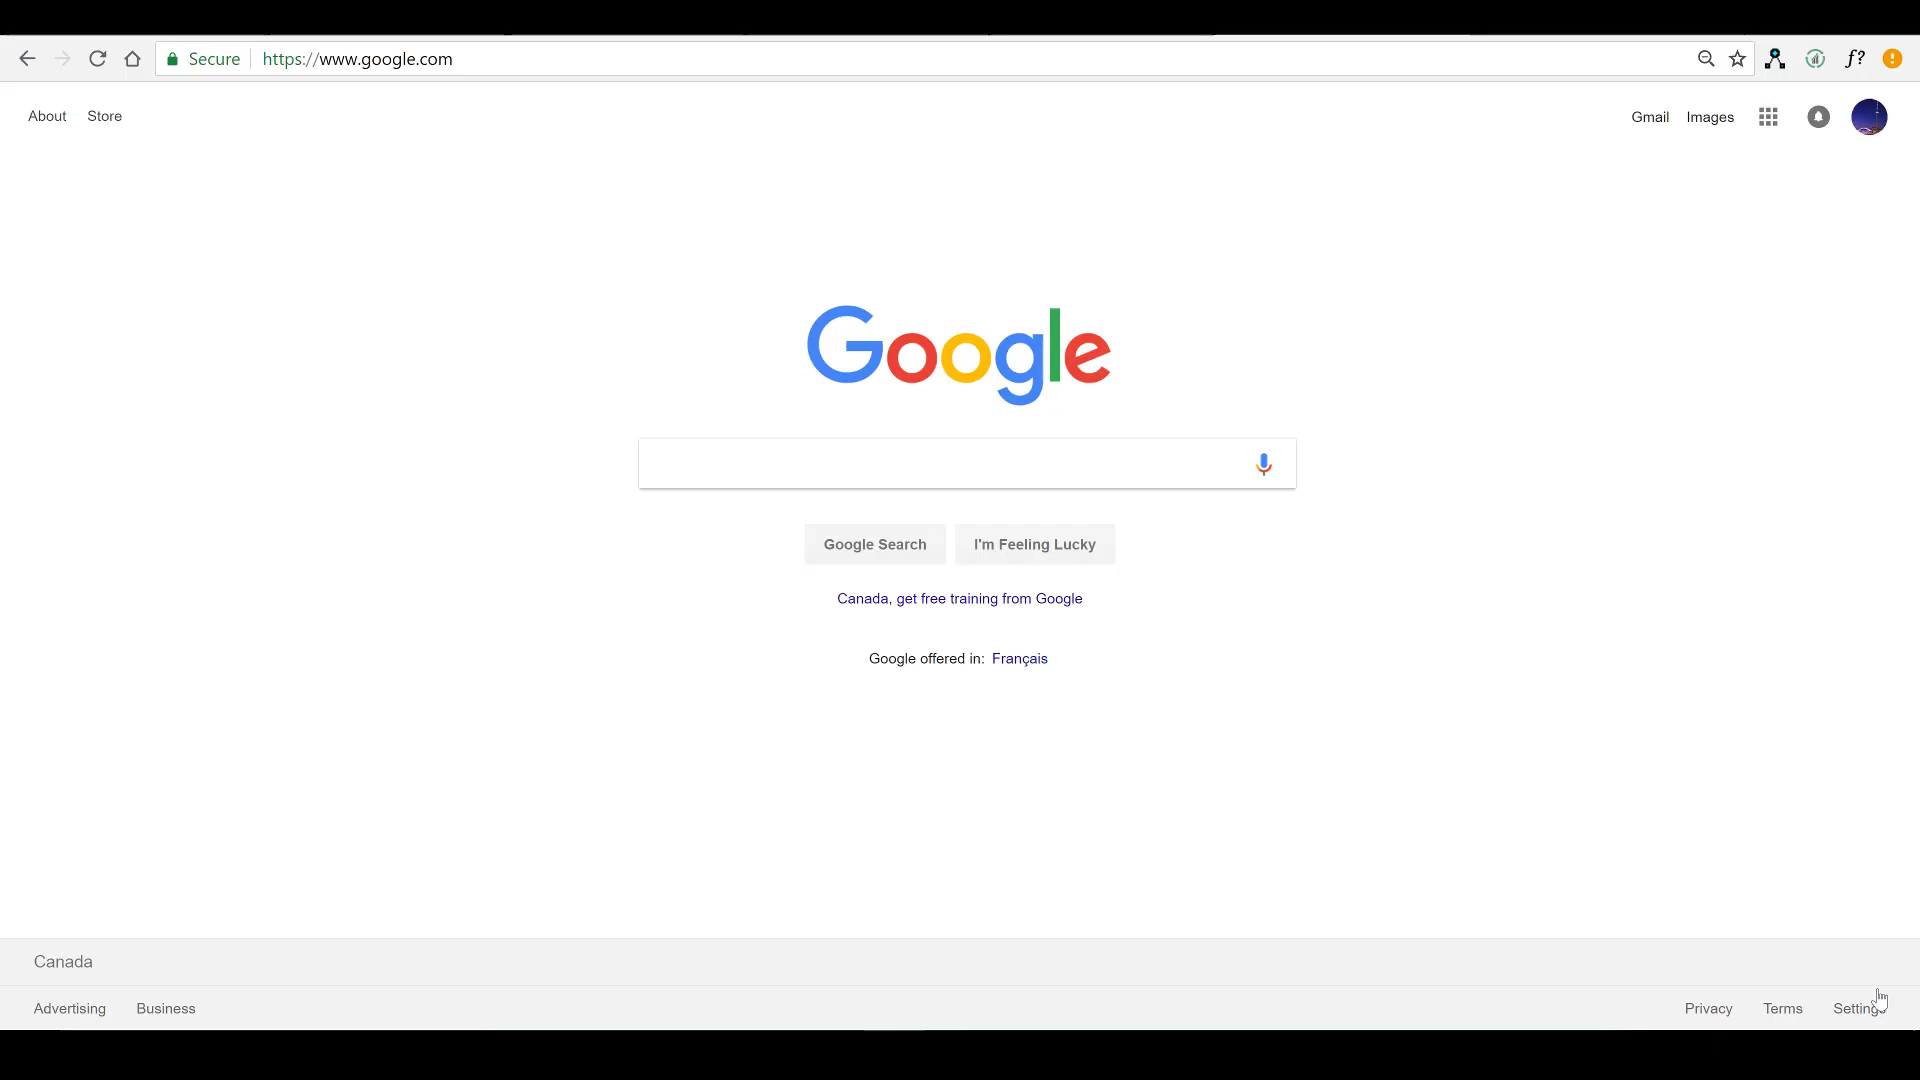 Secure https://www.google.com f?
About Store Gmail Images
Google
Google Search I'm Feeling Lucky
Canada, get free training from Google
Google offered in: Français
Canada
Advertising Business Privacy Terms Settings